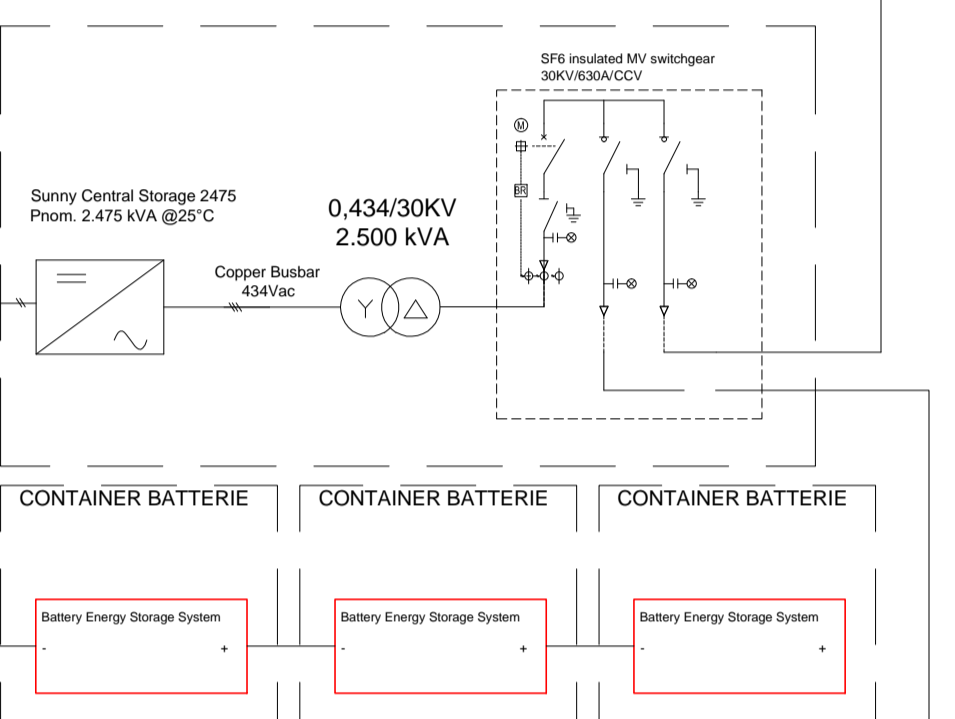 SF6 insulated MV switchgear
30KV/630A/CCV
M
BR
Sunny Central Storage 2475
Pnom. 2.475 kVA @25°C
0,434/30KV
2.500 kVA
Copper Busbar
434Vac
Y
CONTAINER BATTERIE
CONTAINER BATTERIE
CONTAINER BATTERIE
Battery Energy Storage System
- +
Battery Energy Storage System
- +
Battery Energy Storage System
- +